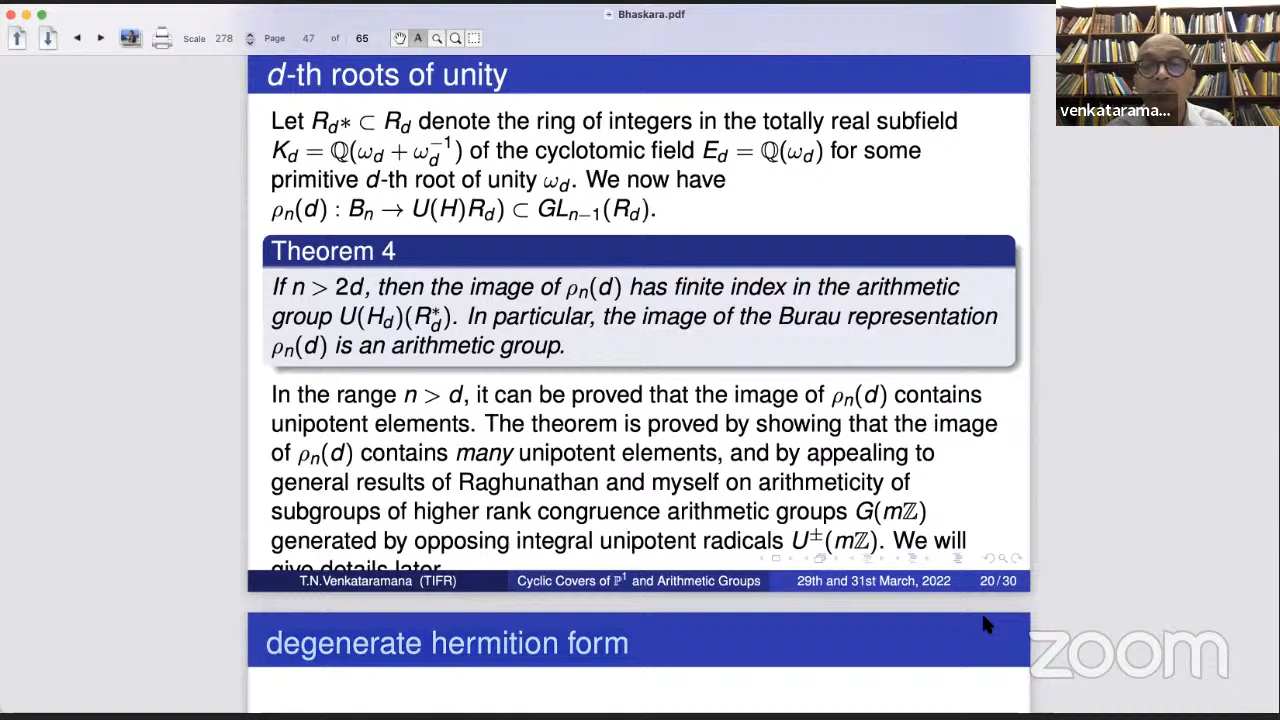 Bhaskara.pdf
Scale 278 Page 47 of 65 A
venkatarama...
d-th roots of unity
Let R_d* ⊂ R_d denote the ring of integers in the totally real subfield
K_d = ℚ(ω_d + ω_d^{-1}) of the cyclotomic field E_d = ℚ(ω_d) for some
primitive d-th root of unity ω_d. We now have
ρ_n(d) : B_n → U(H)R_d) ⊂ GL_{n-1}(R_d).
Theorem 4
If n > 2d, then the image of ρ_n(d) has finite index in the arithmetic
group U(H_d)(R_d^*). In particular, the image of the Burau representation
ρ_n(d) is an arithmetic group.
In the range n > d, it can be proved that the image of ρ_n(d) contains
unipotent elements. The theorem is proved by showing that the image
of ρ_n(d) contains many unipotent elements, and by appealing to
general results of Raghunathan and myself on arithmeticity of
subgroups of higher rank congruence arithmetic groups G(mℤ)
generated by opposing integral unipotent radicals U^±(mℤ). We will
give details later
T.N.Venkataramana (TIFR) Cyclic Covers of ℙ^1 and Arithmetic Groups 29th and 31st March, 2022 20 / 30
degenerate hermition form
zoom